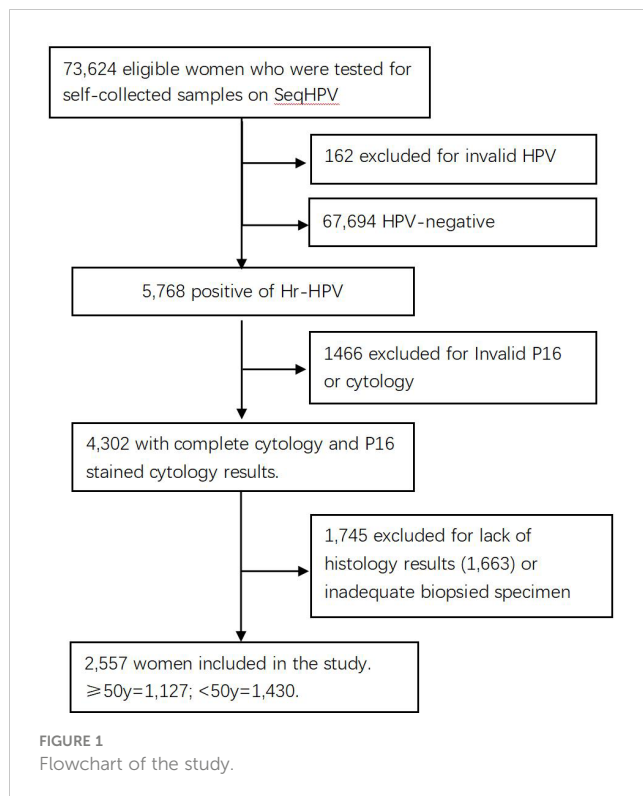 73,624 eligible women who were tested for
self-collected samples on SeqHPV
162 excluded for invalid HPV
67,694 HPV-negative
5,768 positive of Hr-HPV
1466 excluded for Invalid P16
or cytology
4,302 with complete cytology and P16
stained cytology results.
1,745 excluded for lack of
histology results (1,663) or
inadequate biopsied specimen
2,557 women included in the study.
≥50y=1,127; <50y=1,430.
FIGURE 1
Flowchart of the study.